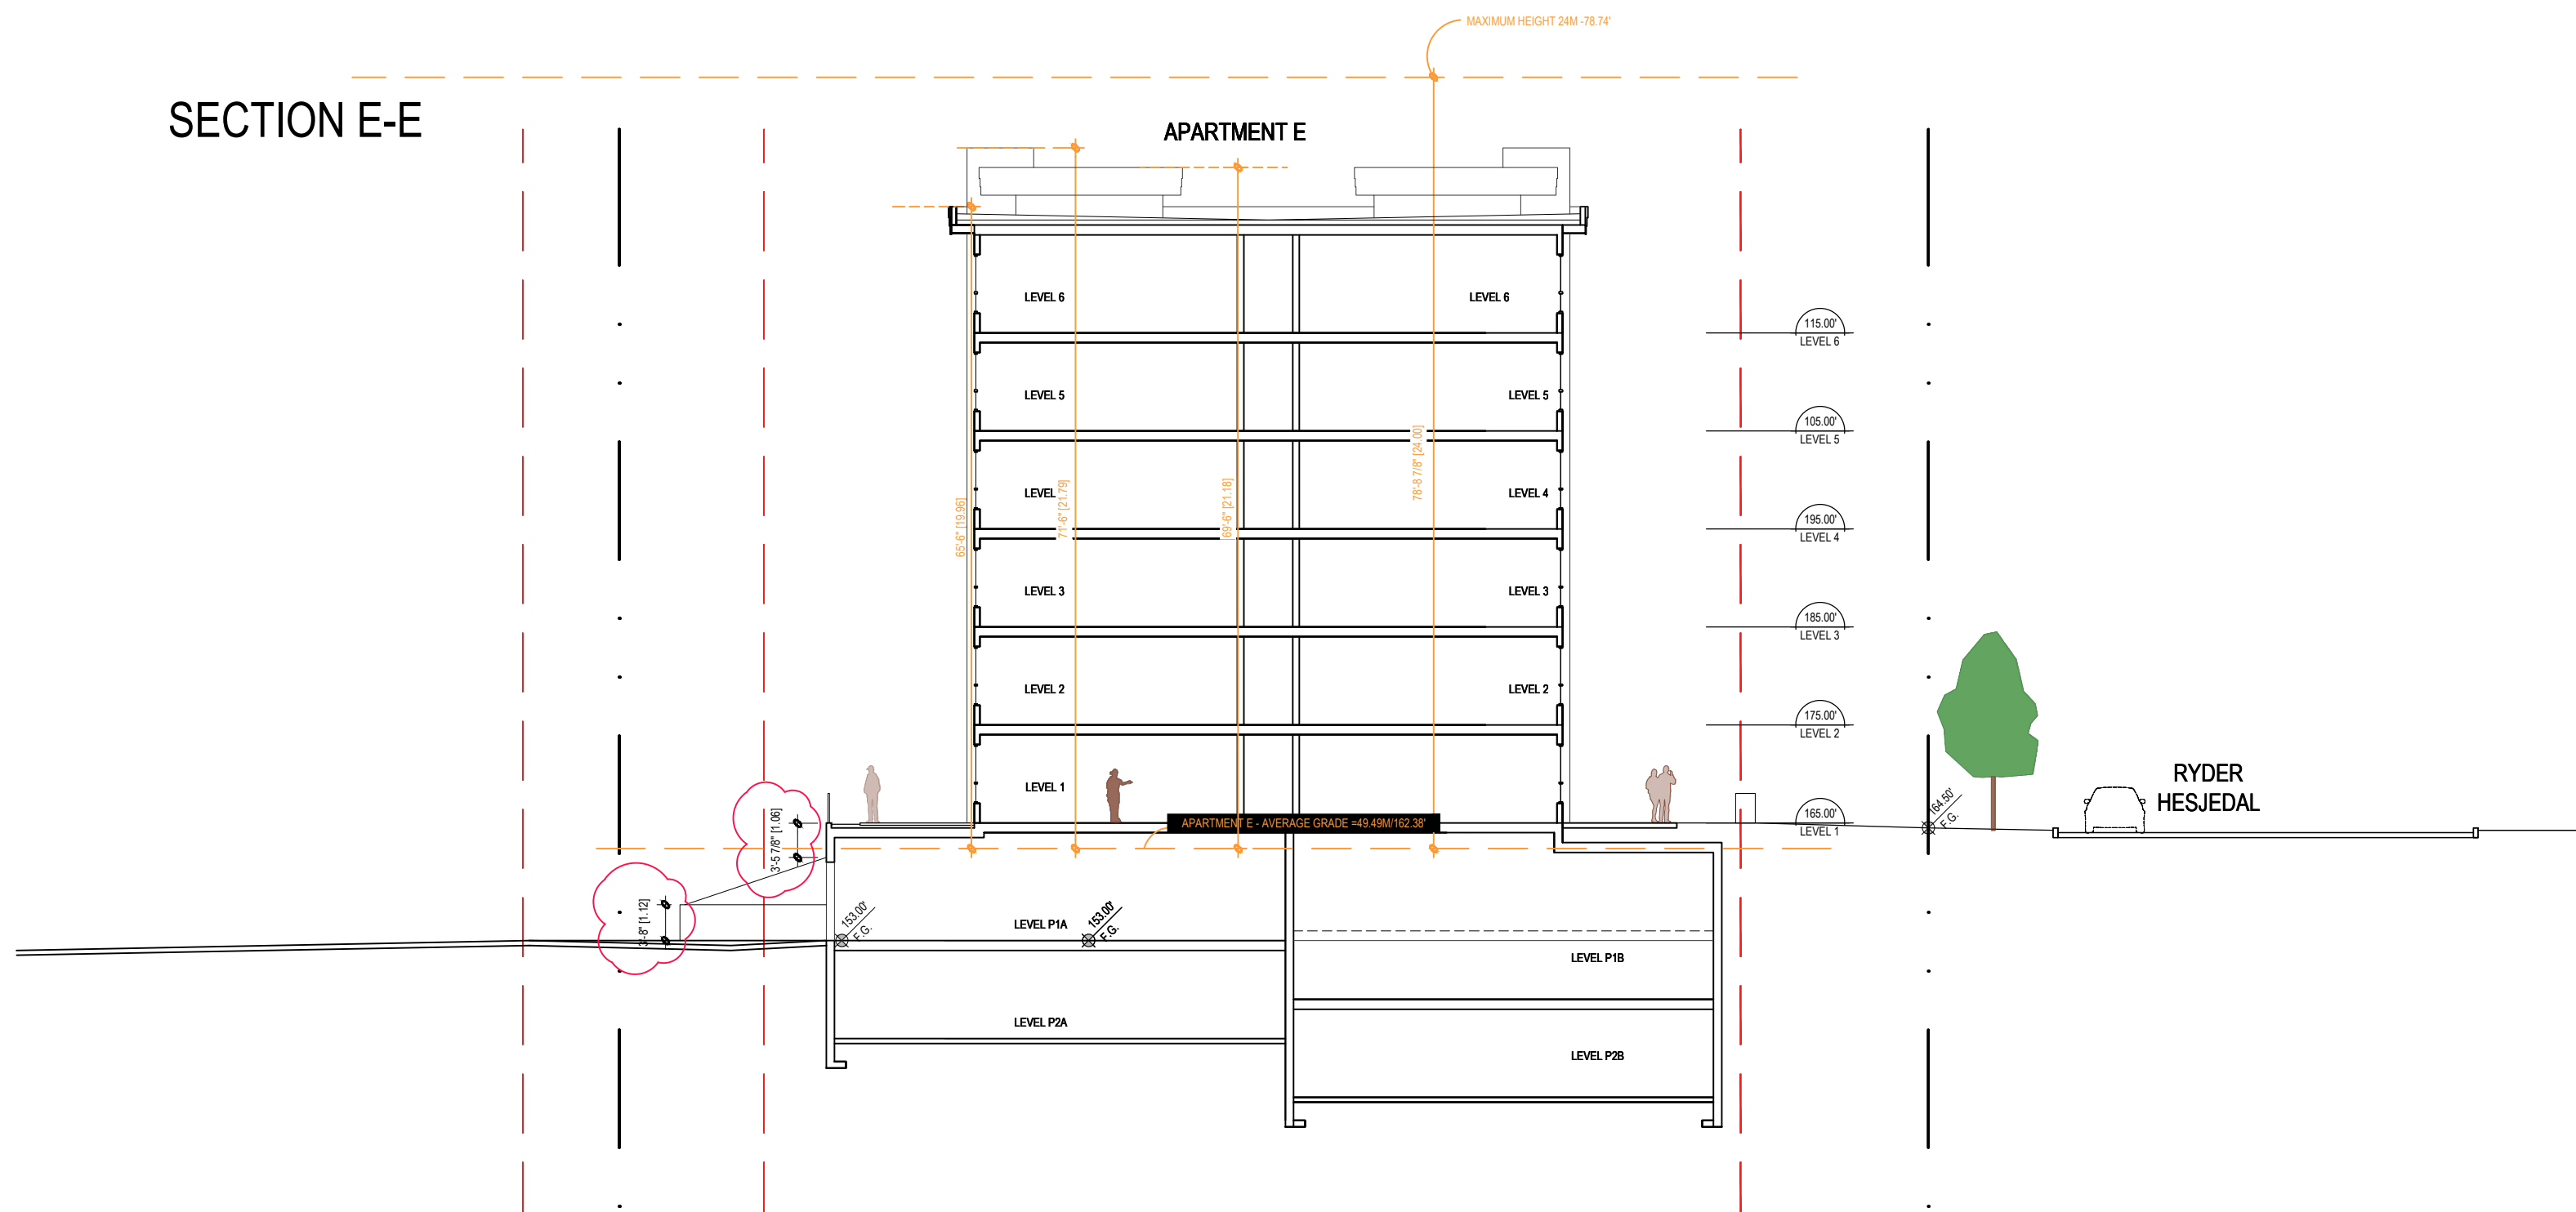 MAXIMUM HEIGHT 24M -78.74'
SECTION E-E
APARTMENT E
LEVEL 6
LEVEL 6
115.00'
LEVEL 6
LEVEL 5
LEVEL 5
105.00'
LEVEL 5
65'-6" [19.96]
71'-6" [21.79]
69'-6" [21.18]
78'-8 7/8" [24.00]
LEVEL
LEVEL 4
195.00'
LEVEL 4
LEVEL 3
LEVEL 3
185.00'
LEVEL 3
LEVEL 2
LEVEL 2
175.00'
LEVEL 2
LEVEL 1
165.00'
LEVEL 1
164.50'
F.G.
RYDER
HESJEDAL
APARTMENT E - AVERAGE GRADE =49.49M/162.38'
3'-5 7/8" [1.06]
3'-8" [1.12]
153.00'
F.G.
LEVEL P1A
153.00'
F.G.
LEVEL P1B
LEVEL P2A
LEVEL P2B